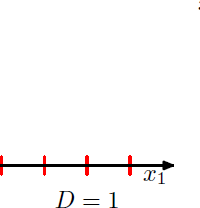 x₁
D = 1